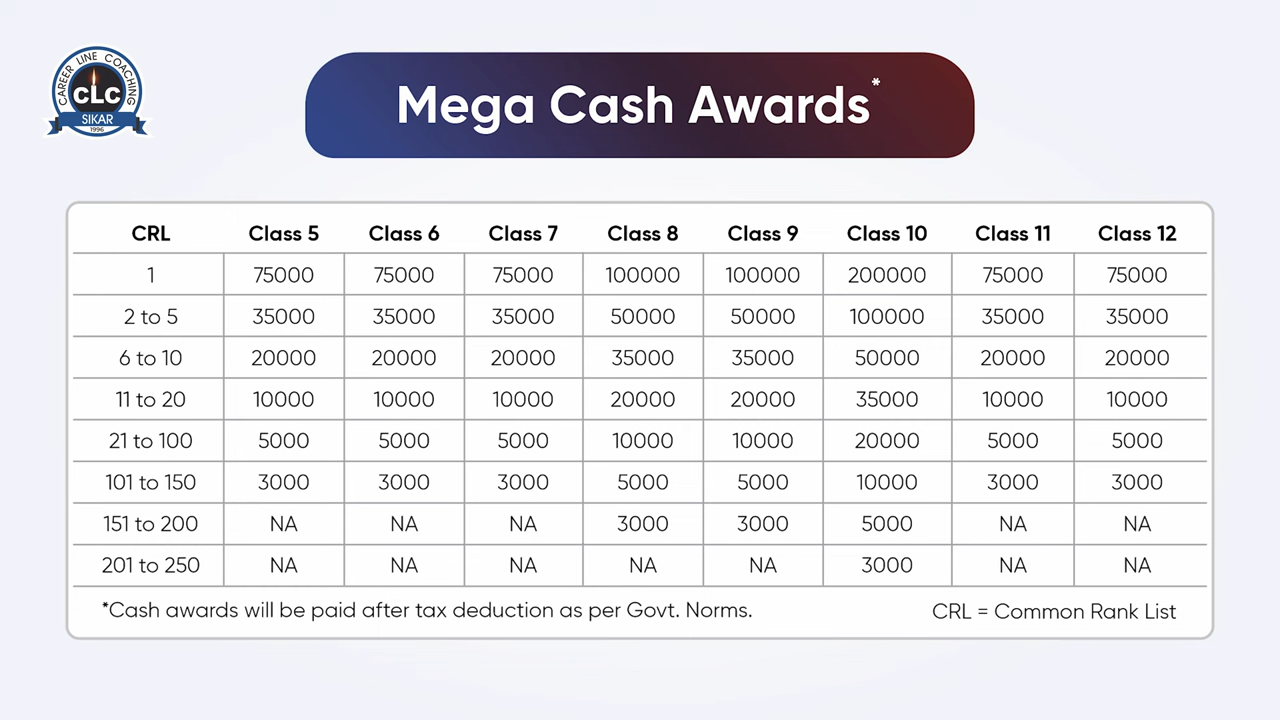 CAREER LINE COACHING
CLC
SIKAR
1996
Mega Cash Awards*
CRL Class 5 Class 6 Class 7 Class 8 Class 9 Class 10 Class 11 Class 12
1 75000 75000 75000 100000 100000 200000 75000 75000
2 to 5 35000 35000 35000 50000 50000 100000 35000 35000
6 to 10 20000 20000 20000 35000 35000 50000 20000 20000
11 to 20 10000 10000 10000 20000 20000 35000 10000 10000
21 to 100 5000 5000 5000 10000 10000 20000 5000 5000
101 to 150 3000 3000 3000 5000 5000 10000 3000 3000
151 to 200 NA NA NA 3000 3000 5000 NA NA
201 to 250 NA NA NA NA NA 3000 NA NA
*Cash awards will be paid after tax deduction as per Govt. Norms. CRL = Common Rank List